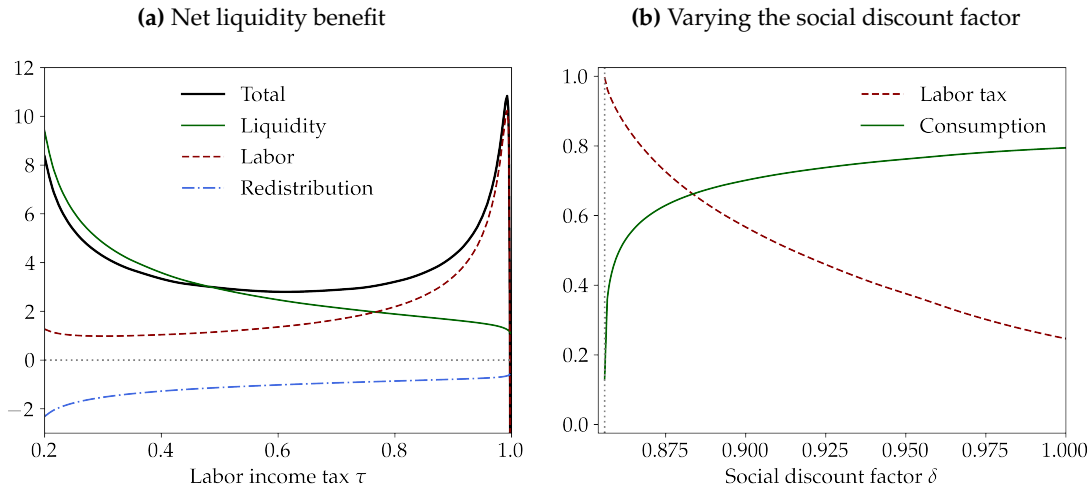 (a) Net liquidity benefit
12
10
8
6
4
2
0
−2
Total
Liquidity
Labor
Redistribution
0.2
0.4
0.6
0.8
1.0
Labor income tax τ
(b) Varying the social discount factor
1.0
0.8
0.6
0.4
0.2
0.0
Labor tax
Consumption
0.875
0.900
0.925
0.950
0.975
1.000
Social discount factor δ